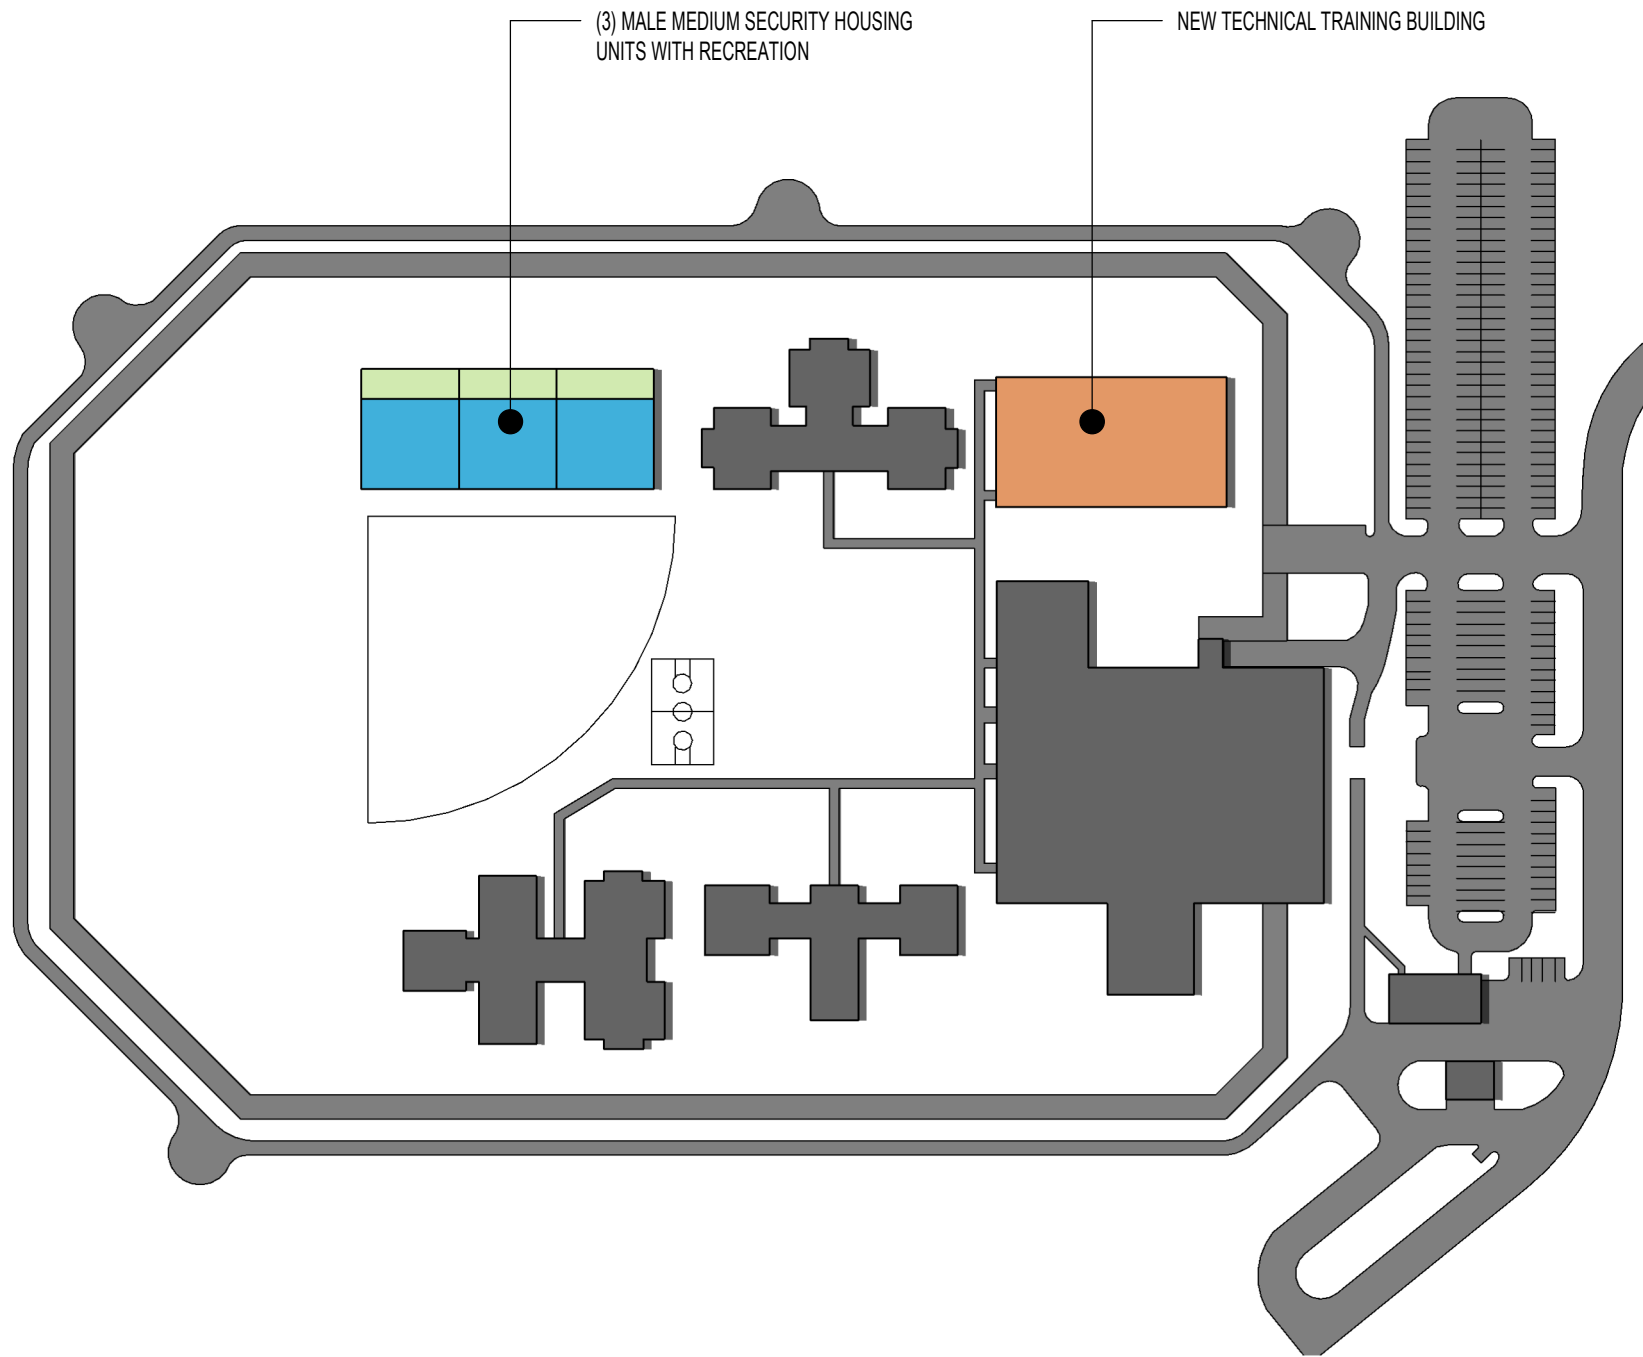 (3) MALE MEDIUM SECURITY HOUSING
UNITS WITH RECREATION
NEW TECHNICAL TRAINING BUILDING